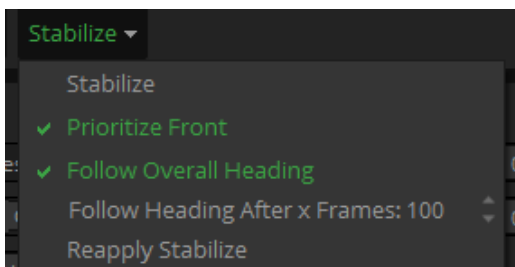 Stabilize
Stabilize
Prioritize Front
Follow Overall Heading
Follow Heading After x Frames: 100
Reapply Stabilize